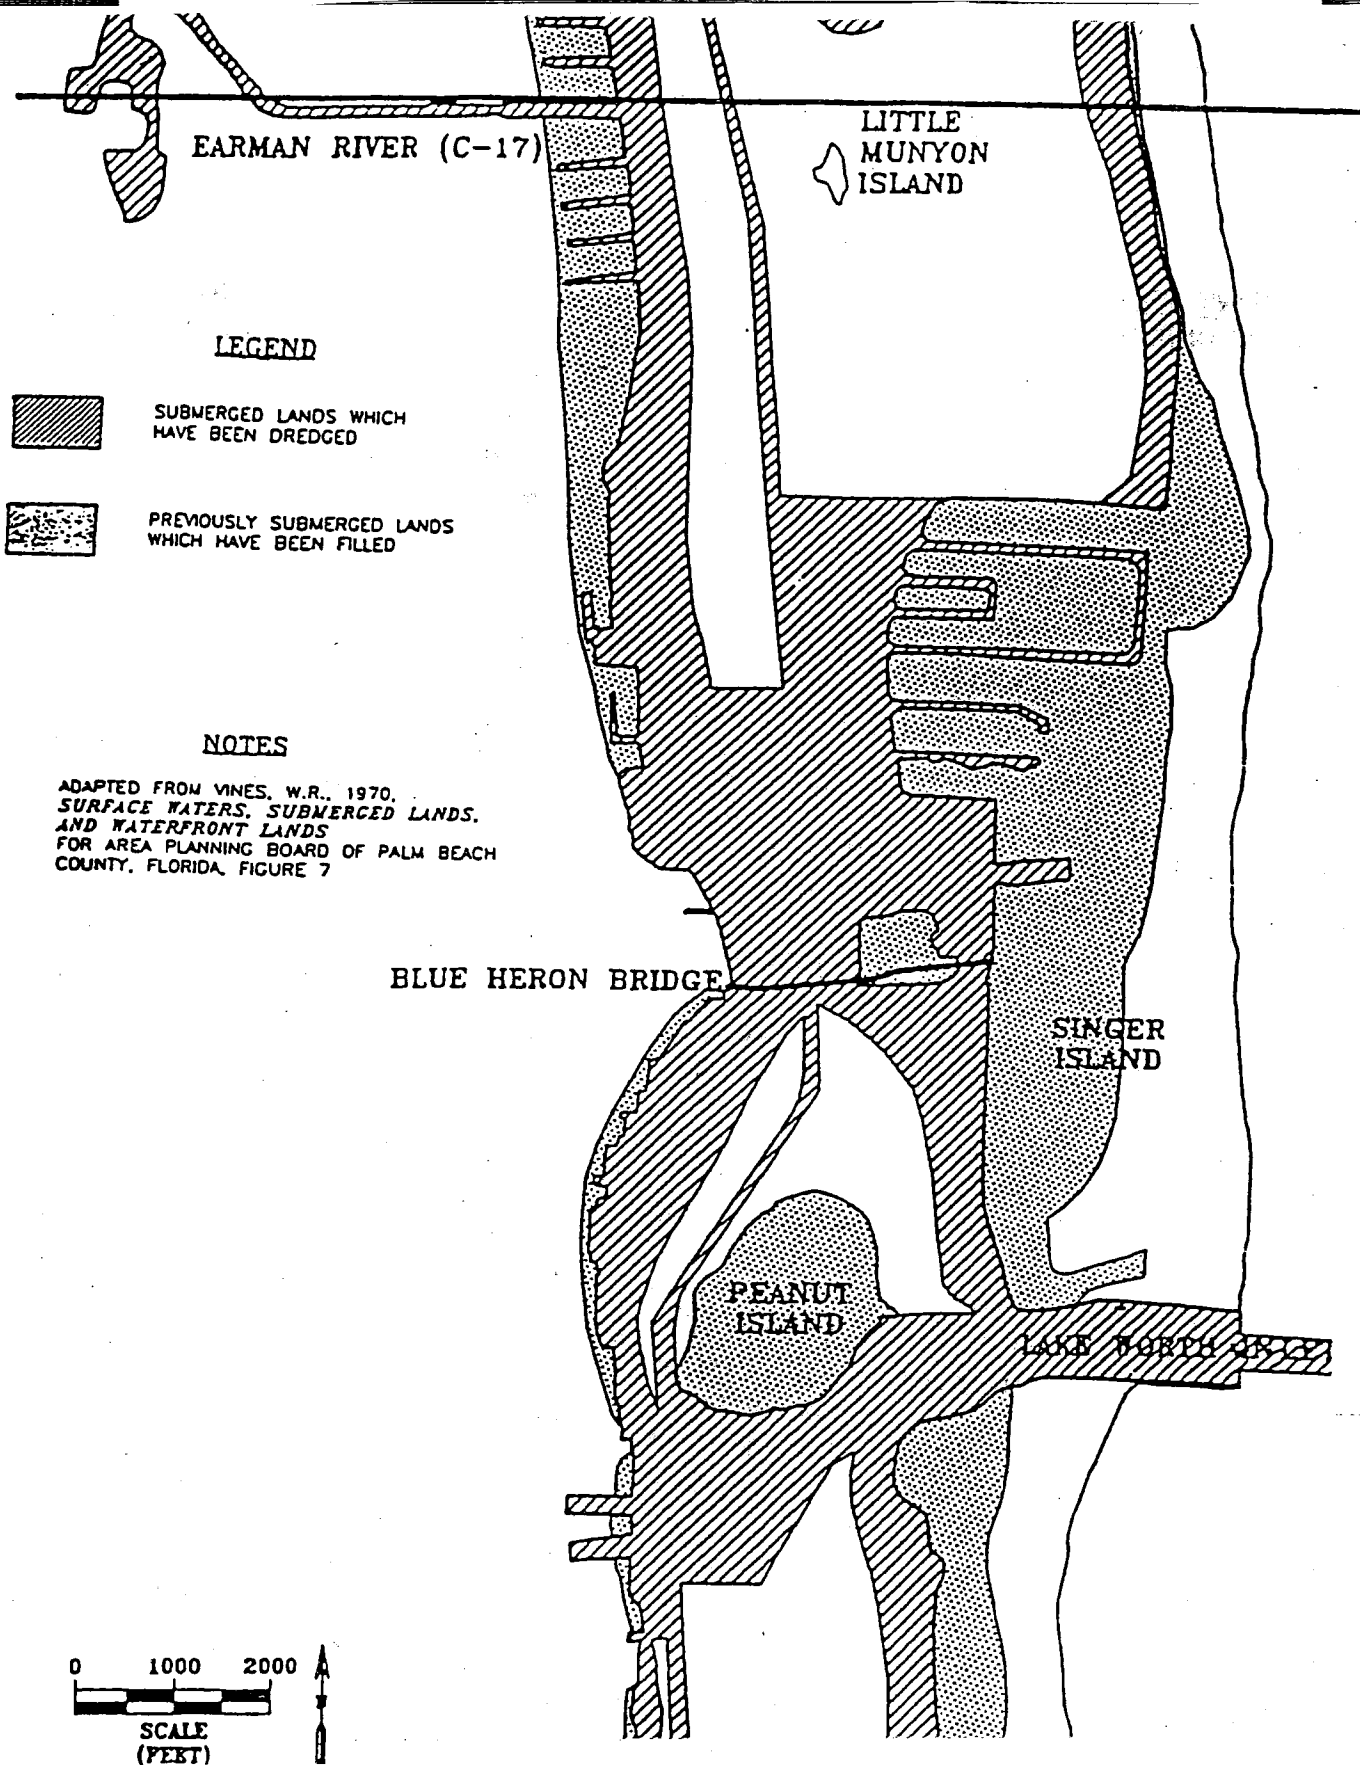 EARMAN RIVER (C-17)
LITTLE
MUNYON
ISLAND
LEGEND
SUBMERGED LANDS WHICH
HAVE BEEN DREDGED
PREVIOUSLY SUBMERGED LANDS
WHICH HAVE BEEN FILLED
NOTES
ADAPTED FROM VINES, W.R., 1970,
SURFACE WATERS, SUBMERGED LANDS,
AND WATERFRONT LANDS
FOR AREA PLANNING BOARD OF PALM BEACH
COUNTY, FLORIDA, FIGURE 7
BLUE HERON BRIDGE
SINGER
ISLAND
PEANUT
ISLAND
LAKE WORTH INLET
0 1000 2000
N
SCALE
(FEET)